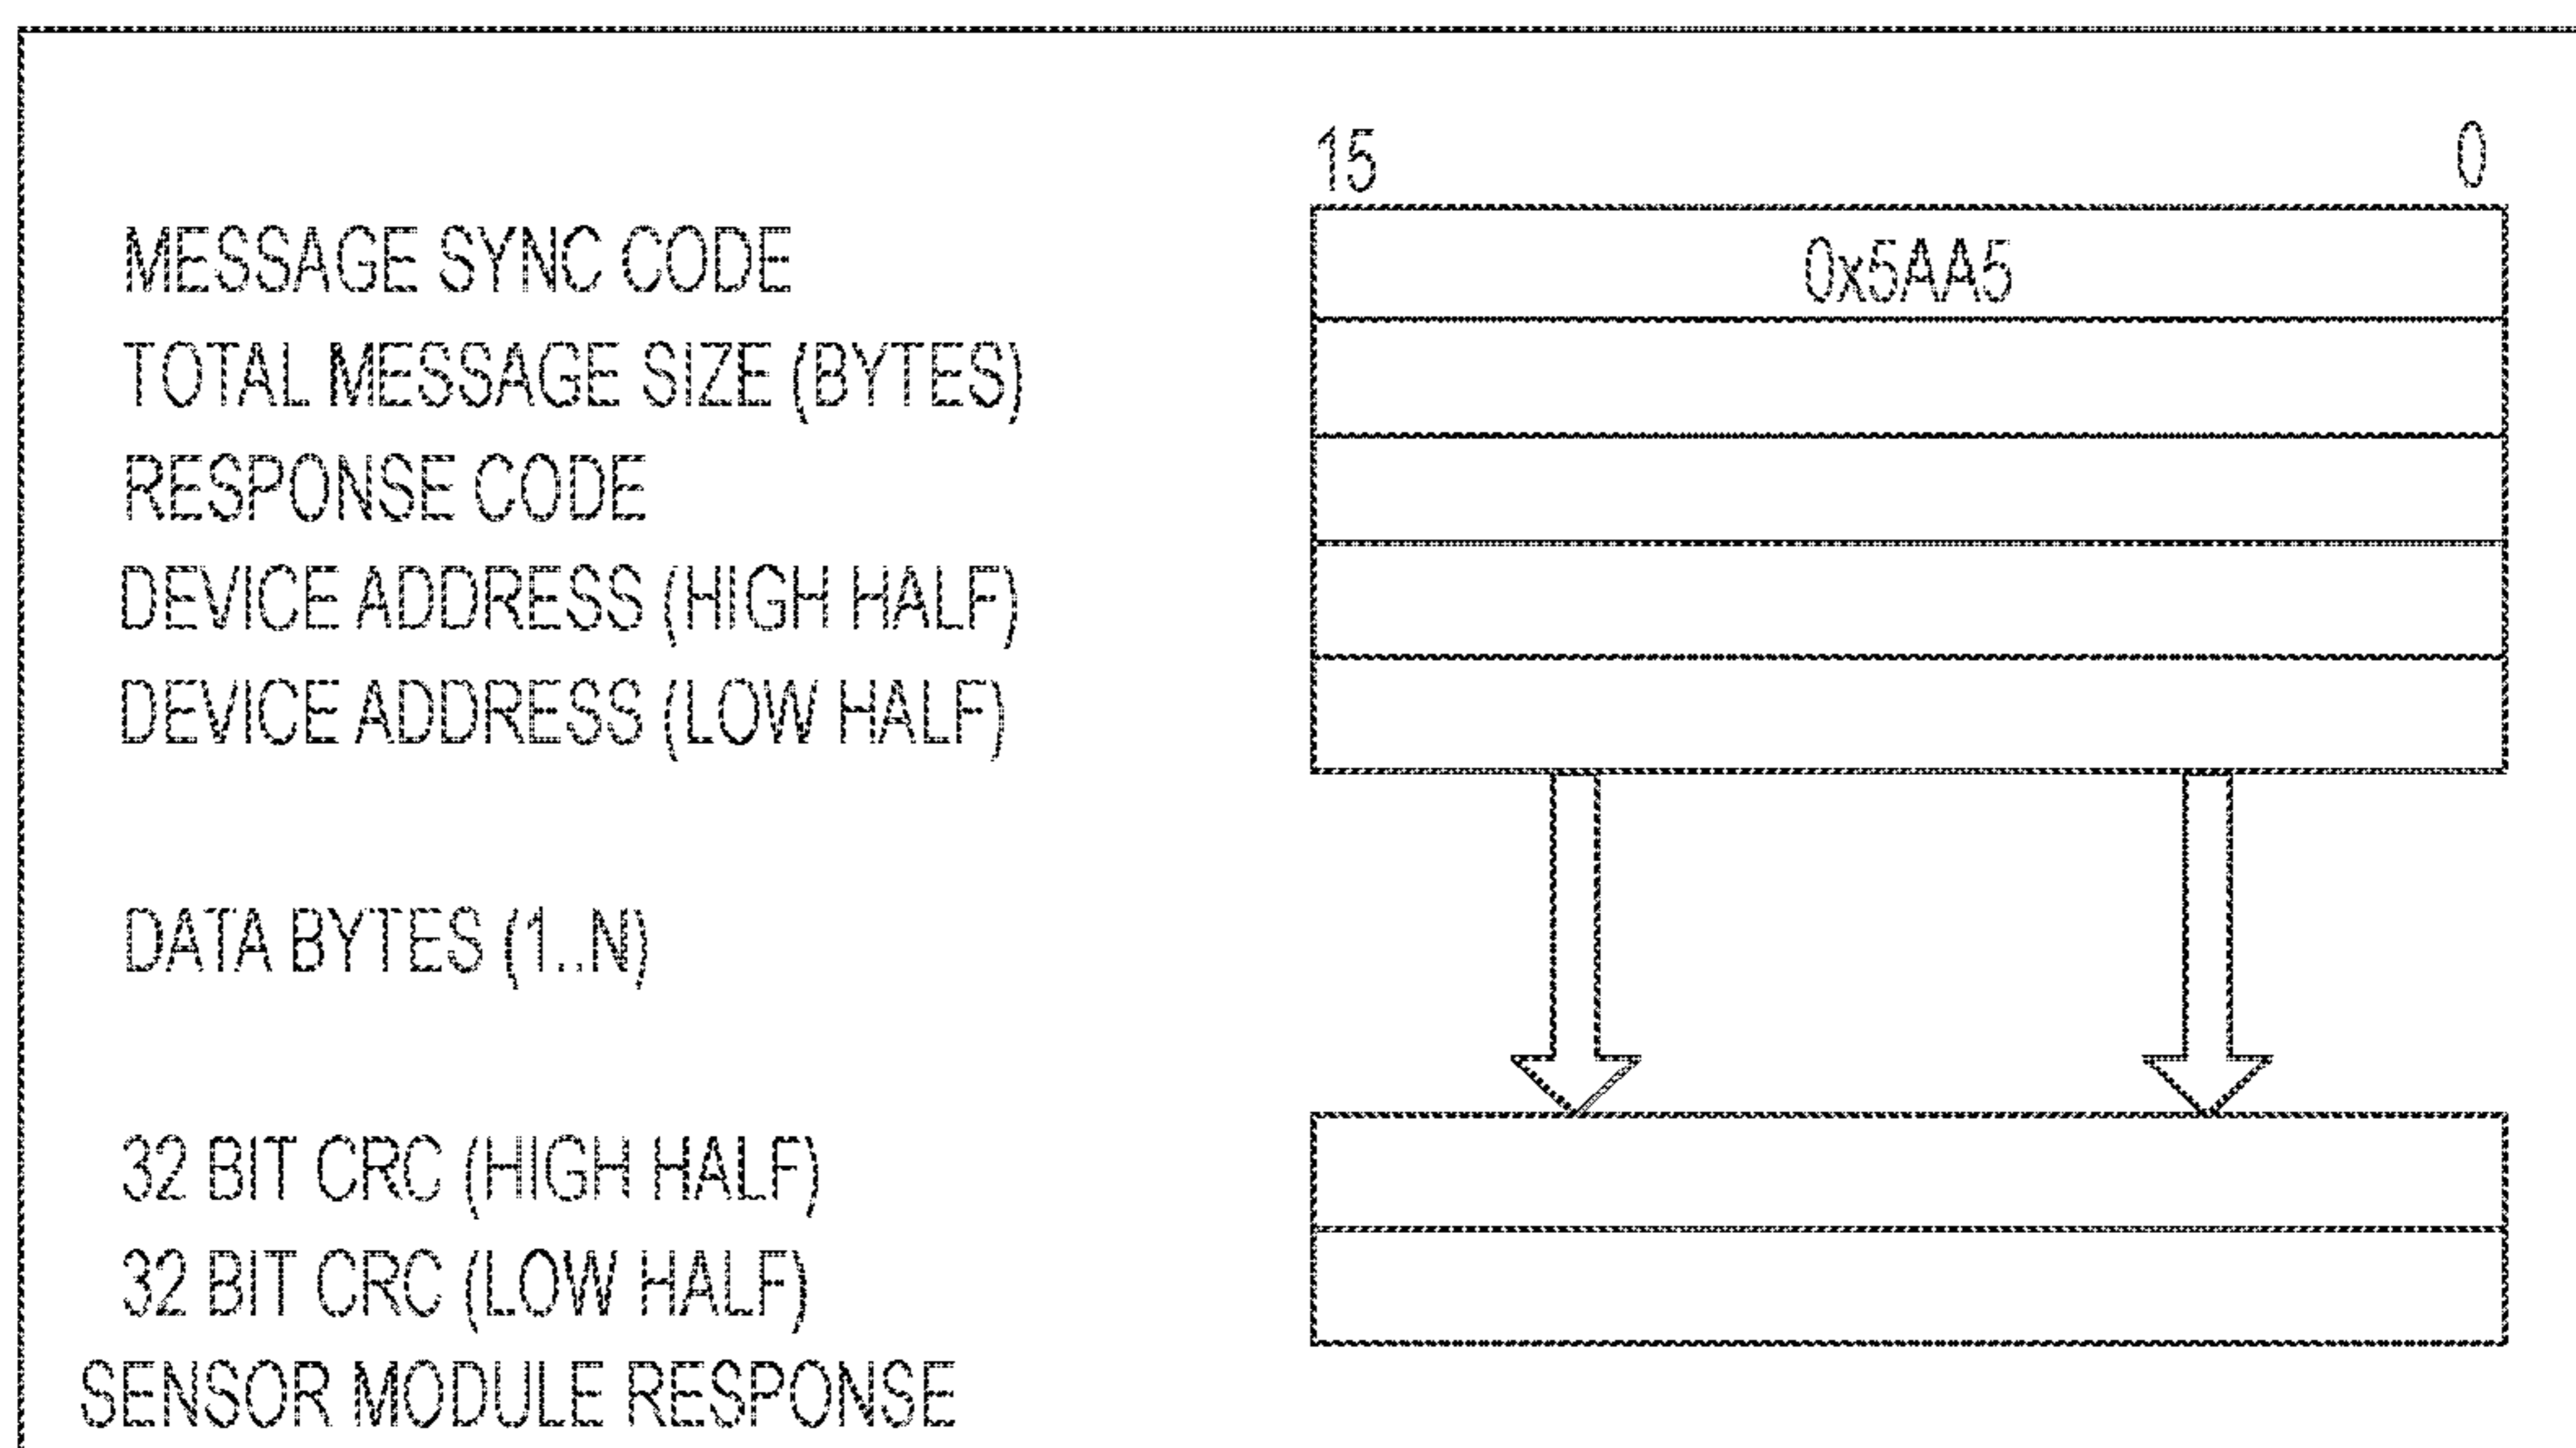 15 0
MESSAGE SYNC CODE 0x5AA5
TOTAL MESSAGE SIZE (BYTES)
RESPONSE CODE
DEVICE ADDRESS (HIGH HALF)
DEVICE ADDRESS (LOW HALF)
DATA BYTES (1..N)
32 BIT CRC (HIGH HALF)
32 BIT CRC (LOW HALF)
SENSOR MODULE RESPONSE